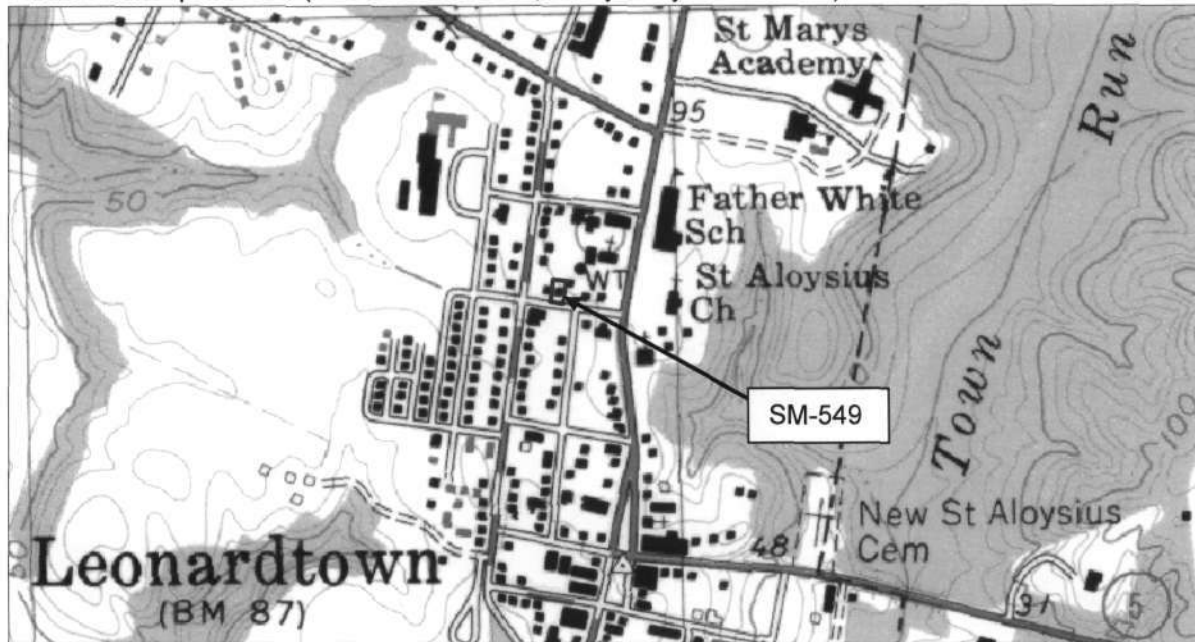 St Marys
Academy
95
Run
50
Father White
Sch
WT
St Aloysius
Ch
SM-549
Town
100
New St Aloysius
Cem
48
Leonardtown
(BM 87)
31
15